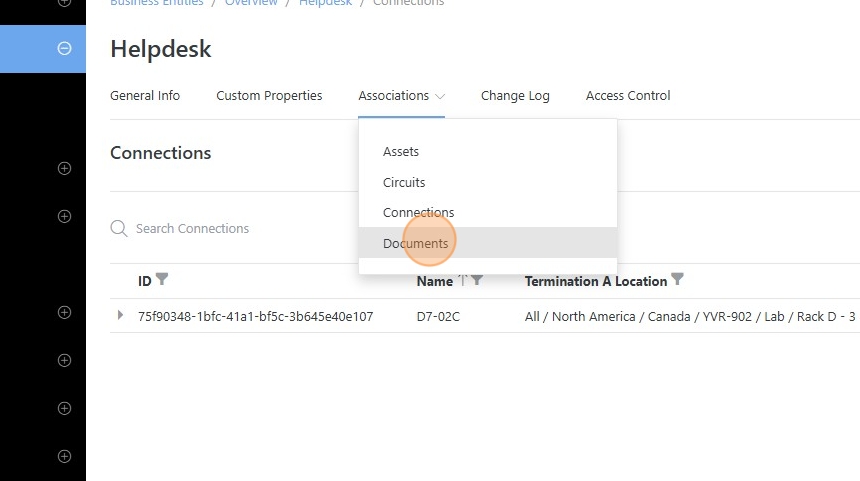 Business Entities / Overview / Helpdesk / Connections
Helpdesk
General Info Custom Properties Associations Change Log Access Control
Connections
Assets
Circuits
Connections
Documents
Search Connections
ID Name Termination A Location
75f90348-1bfc-41a1-bf5c-3b645e40e107 D7-02C All / North America / Canada / YVR-902 / Lab / Rack D - 3